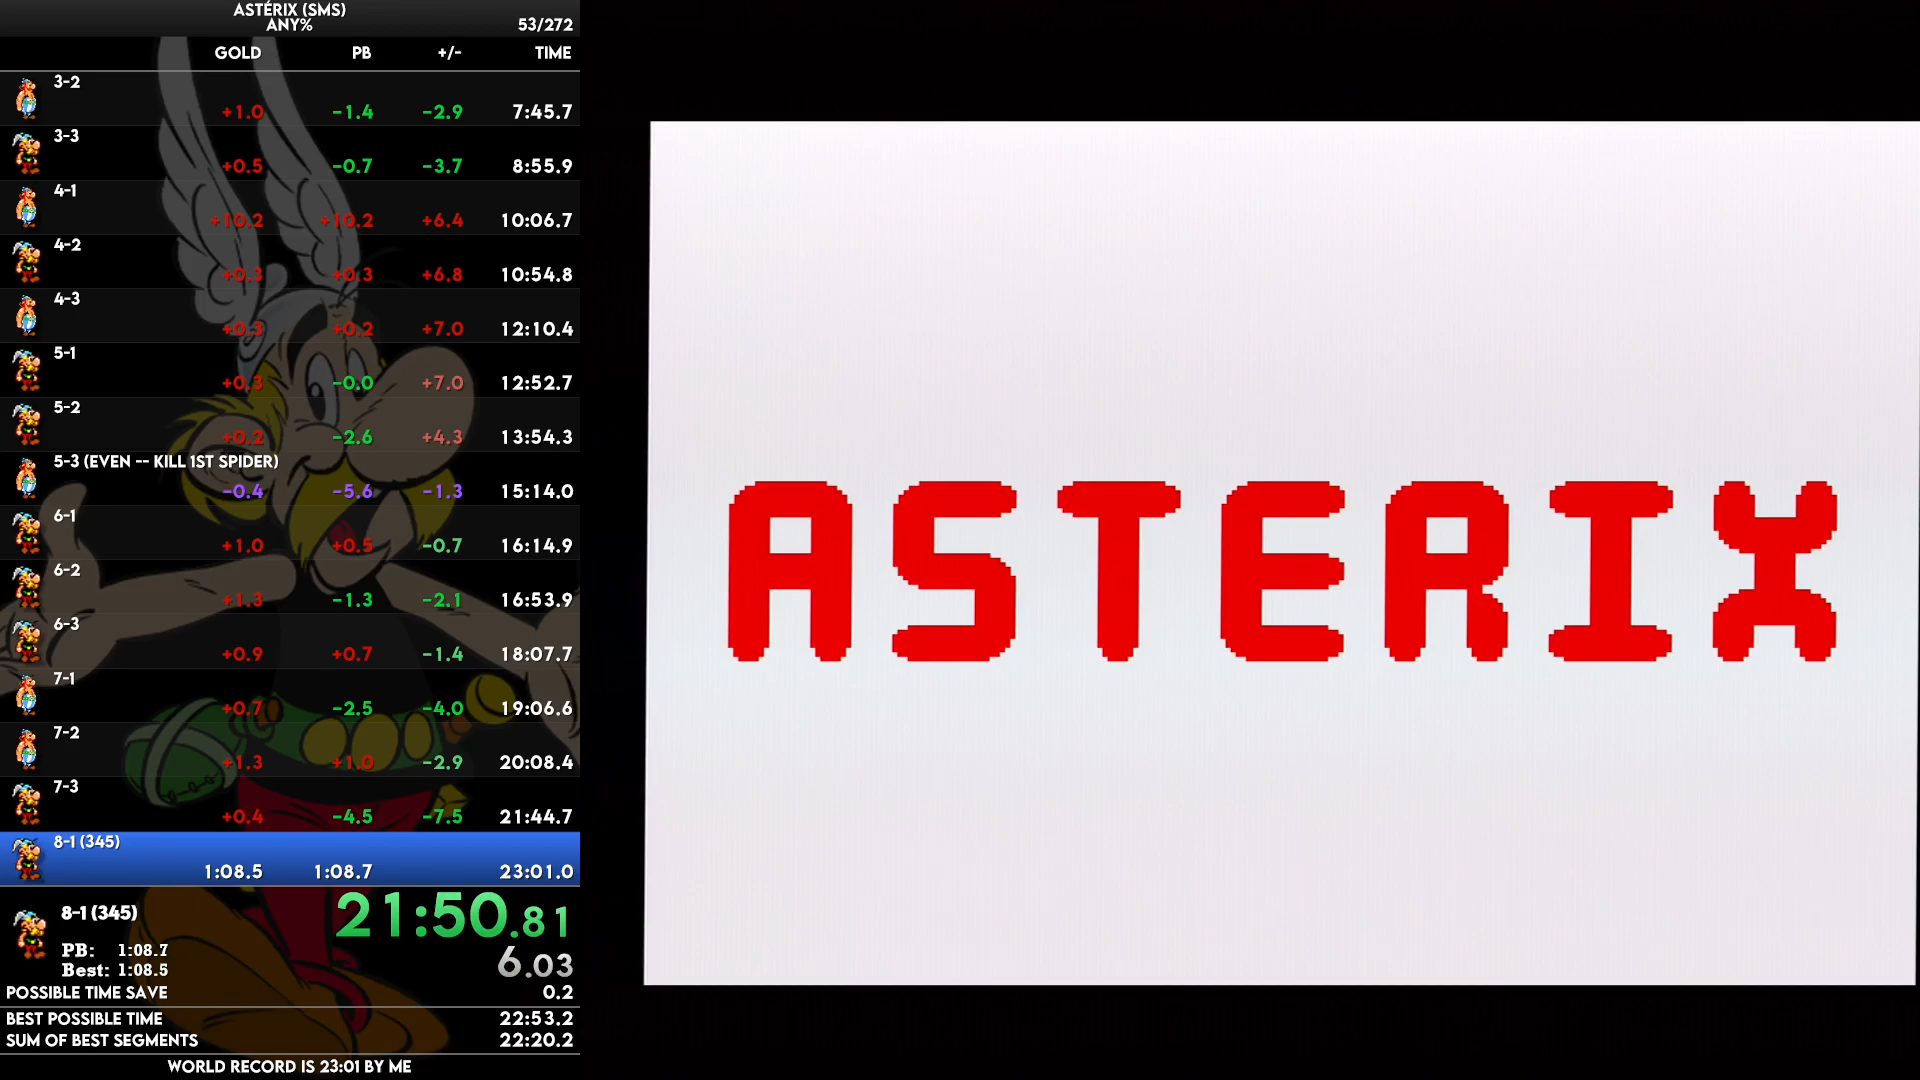 ASTÉRIX (SMS)
ANY%
53/272
GOLD PB +/- TIME
3-2
+1.0 -1.4 -2.9 7:45.7
3-3
+0.5 -0.7 -3.7 8:55.9
4-1
+10.2 +10.2 +6.4 10:06.7
4-2
+0.3 +0.3 +6.8 10:54.8
4-3
+0.3 +0.2 +7.0 12:10.4
5-1
+0.3 -0.0 +7.0 12:52.7
5-2
+0.2 -2.6 +4.3 13:54.3
5-3 (EVEN -- KILL 1ST SPIDER)
-0.4 -5.6 -1.3 15:14.0
6-1
+1.0 +0.5 -0.7 16:14.9
6-2
+1.3 -1.3 -2.1 16:53.9
6-3
+0.9 +0.7 -1.4 18:07.7
7-1
+0.7 -2.5 -4.0 19:06.6
7-2
+1.3 +1.0 -2.9 20:08.4
7-3
+0.4 -4.5 -7.5 21:44.7
8-1 (345)
1:08.5 1:08.7 23:01.0
8-1 (345)
21:50.81
PB: 1:08.7
6.03
Best: 1:08.5
POSSIBLE TIME SAVE 0.2
BEST POSSIBLE TIME 22:53.2
SUM OF BEST SEGMENTS 22:20.2
WORLD RECORD IS 23:01 BY ME
ASTERIX